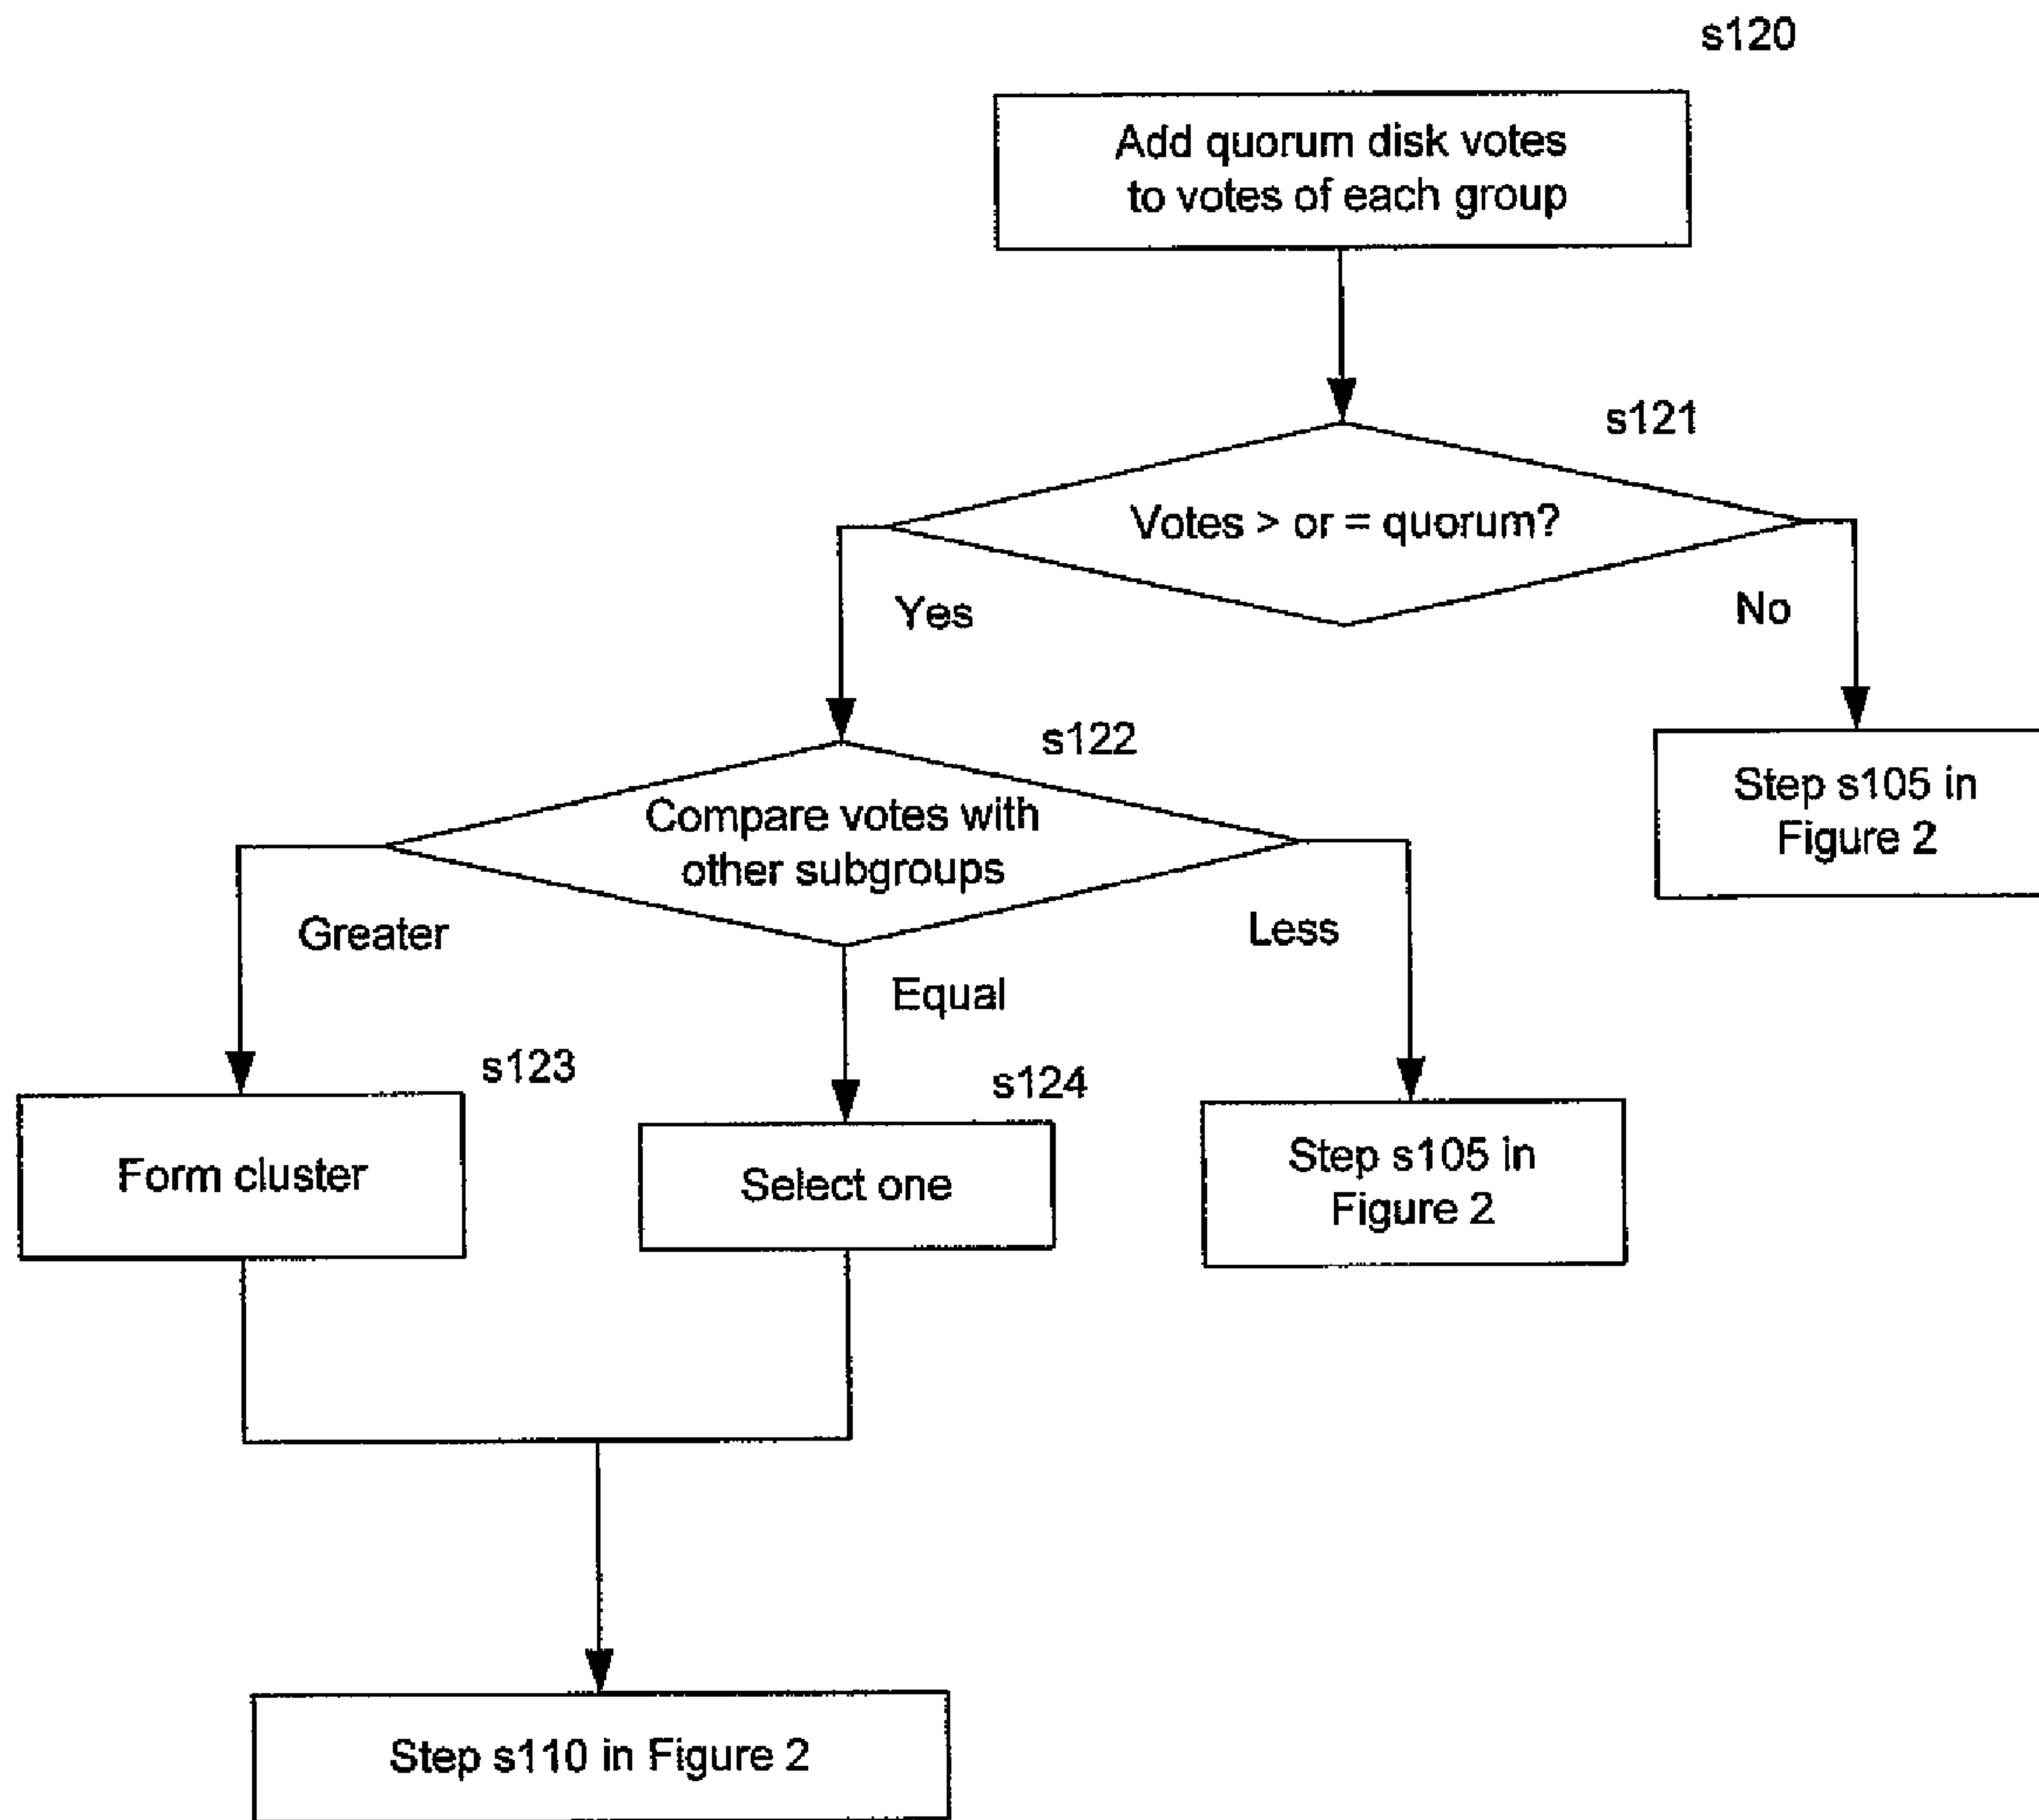 s120
Add quorum disk votes
to votes of each group
s121
Votes > or = quorum?
Yes
No
s122
Compare votes with
other subgroups
Step s105 in
Figure 2
Greater
Equal
Less
s123
Form cluster
s124
Select one
Step s105 in
Figure 2
Step s110 in Figure 2